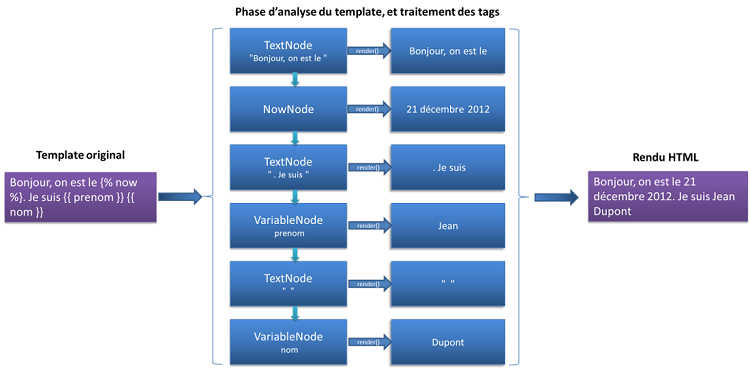 Phase d'analyse du template, et traitement des tags
TextNode
"Bonjour, on est le "
render()
Bonjour, on est le
NowNode
render()
21 décembre 2012
Template original
Bonjour, on est le {% now
%}. Je suis {{ prenom }} {{
nom }}
TextNode
" . Je suis "
render()
. Je suis
VariableNode
prenom
render()
Jean
TextNode
" "
render()
" "
VariableNode
nom
render()
Dupont
Rendu HTML
Bonjour, on est le 21
décembre 2012. Je suis Jean
Dupont